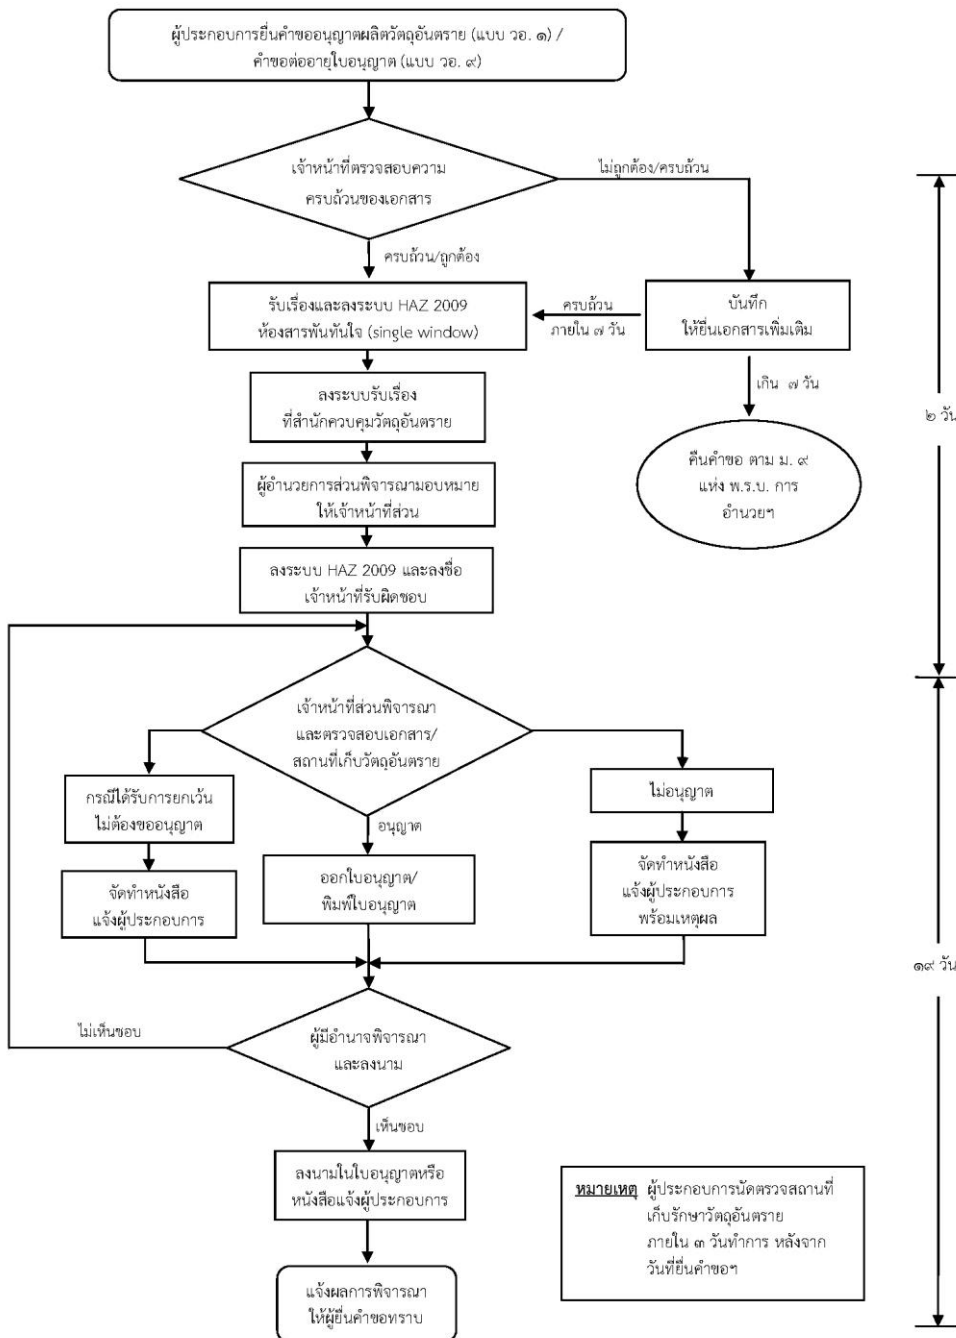 ผู้ประกอบการยื่นคำขออนุญาตผลิตวัตถุอันตราย (แบบ วอ. ๑) /
คำขอต่ออายุใบอนุญาต (แบบ วอ. ๙)
เจ้าหน้าที่ตรวจสอบความ
ครบถ้วนของเอกสาร
ไม่ถูกต้อง/ครบถ้วน
ครบถ้วน/ถูกต้อง
รับเรื่องและลงระบบ HAZ 2009
ห้องสารพันทันใจ (single window)
ครบถ้วน
ภายใน ๗ วัน
บันทึก
ให้ยื่นเอกสารเพิ่มเติม
เกิน ๗ วัน
ลงระบบรับเรื่อง
ที่สำนักควบคุมวัตถุอันตราย
๒ วัน
คืนคำขอ ตาม ม. ๙
แห่ง พ.ร.บ. การ
อำนวยฯ
ผู้อำนวยการส่วนพิจารณามอบหมาย
ให้เจ้าหน้าที่ส่วน
ลงระบบ HAZ 2009 และลงชื่อ
เจ้าหน้าที่รับผิดชอบ
เจ้าหน้าที่ส่วนพิจารณา
และตรวจสอบเอกสาร/
สถานที่เก็บวัตถุอันตราย
กรณีได้รับการยกเว้น
ไม่ต้องขออนุญาต
ไม่อนุญาต
อนุญาต
จัดทำหนังสือ
แจ้งผู้ประกอบการ
ออกใบอนุญาต/
พิมพ์ใบอนุญาต
จัดทำหนังสือ
แจ้งผู้ประกอบการ
พร้อมเหตุผล
๑๙ วัน
ไม่เห็นชอบ
ผู้มีอำนาจพิจารณา
และลงนาม
เห็นชอบ
ลงนามในใบอนุญาตหรือ
หนังสือแจ้งผู้ประกอบการ
หมายเหตุ ผู้ประกอบการนัดตรวจสถานที่
เก็บรักษาวัตถุอันตราย
ภายใน ๓ วันทำการ หลังจาก
วันที่ยื่นคำขอฯ
แจ้งผลการพิจารณา
ให้ผู้ยื่นคำขอทราบ